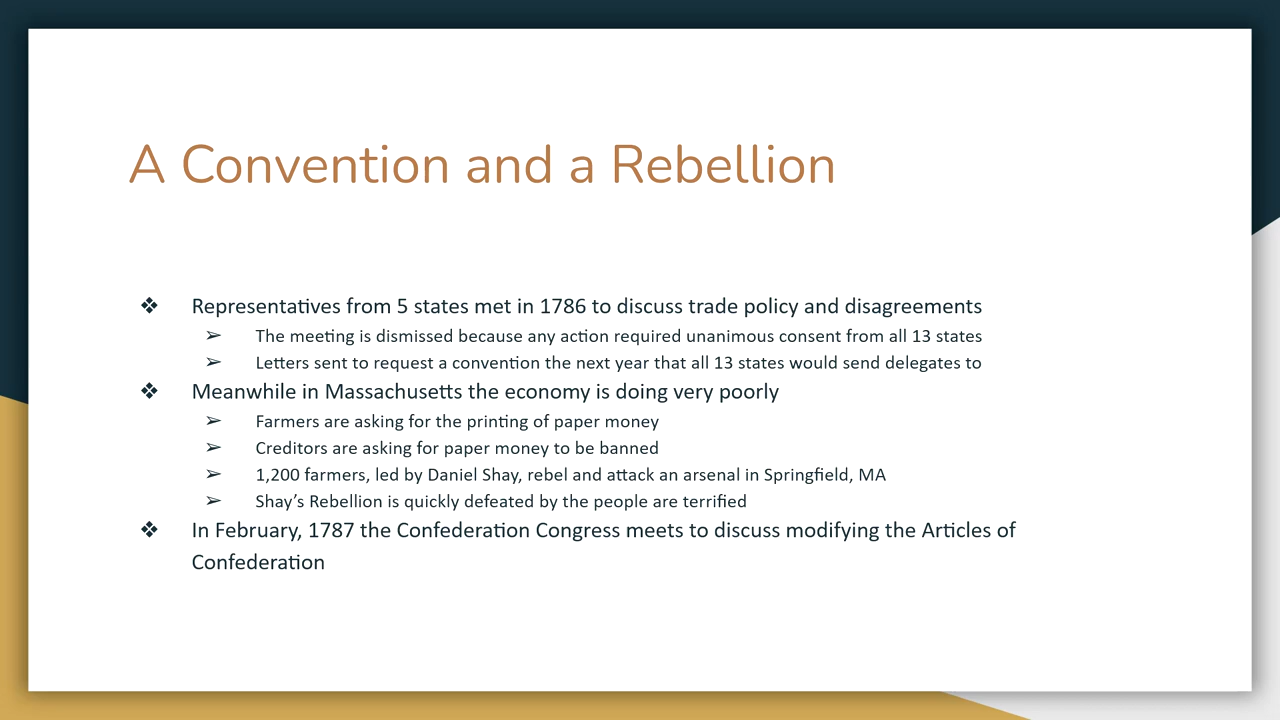 A Convention and a Rebellion
❖ Representatives from 5 states met in 1786 to discuss trade policy and disagreements
➢ The meeting is dismissed because any action required unanimous consent from all 13 states
➢ Letters sent to request a convention the next year that all 13 states would send delegates to
❖ Meanwhile in Massachusetts the economy is doing very poorly
➢ Farmers are asking for the printing of paper money
➢ Creditors are asking for paper money to be banned
➢ 1,200 farmers, led by Daniel Shay, rebel and attack an arsenal in Springfield, MA
➢ Shay’s Rebellion is quickly defeated by the people are terrified
❖ In February, 1787 the Confederation Congress meets to discuss modifying the Articles of
Confederation